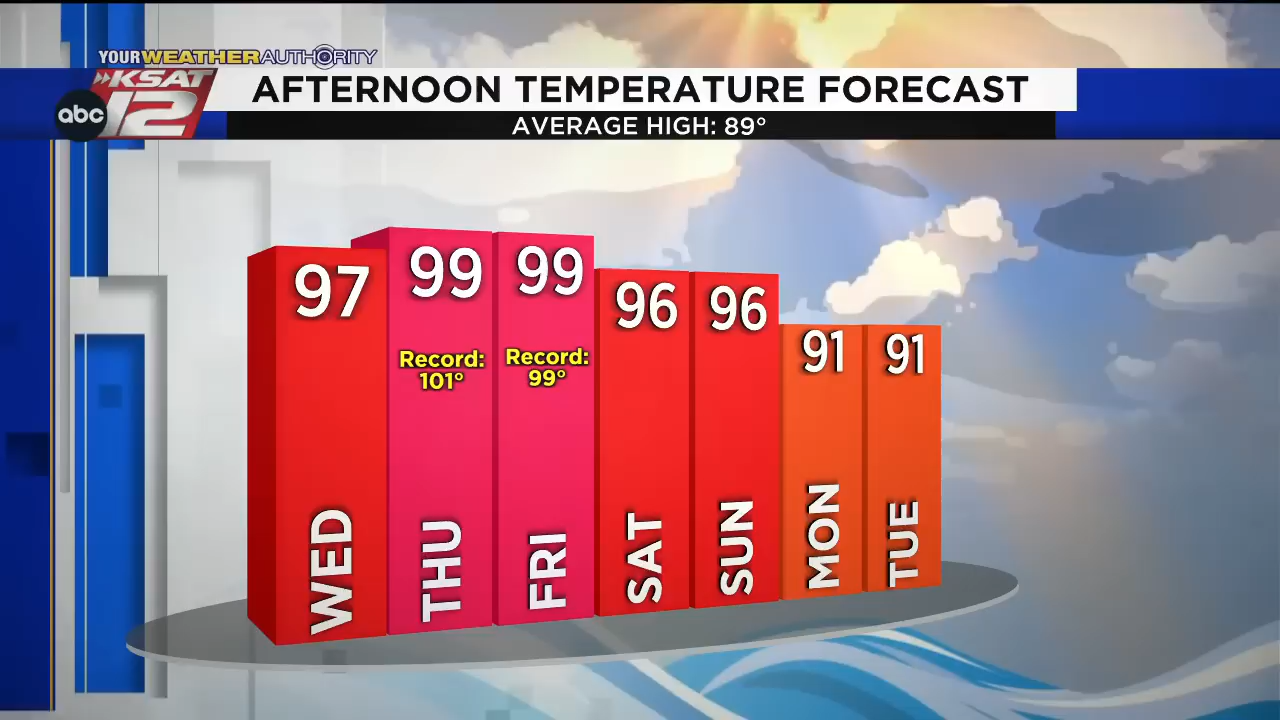 YOUR WEATHER AUTHORITY
KSAT
abc 12
AFTERNOON TEMPERATURE FORECAST
AVERAGE HIGH: 89°
97 99 99 96 96 91 91
Record: Record:
101° 99°
WED THU FRI SAT SUN MON TUE